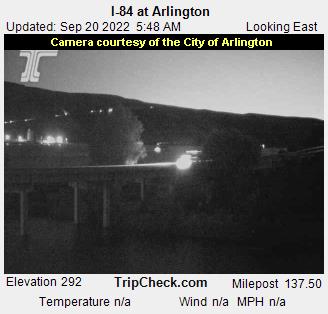 I-84 at Arlington
Updated: Sep 20 2022 5:48 AM Looking East
Camera courtesy of the City of Arlington
Elevation 292 TripCheck.com Milepost 137.50
Temperature n/a Wind n/a MPH n/a